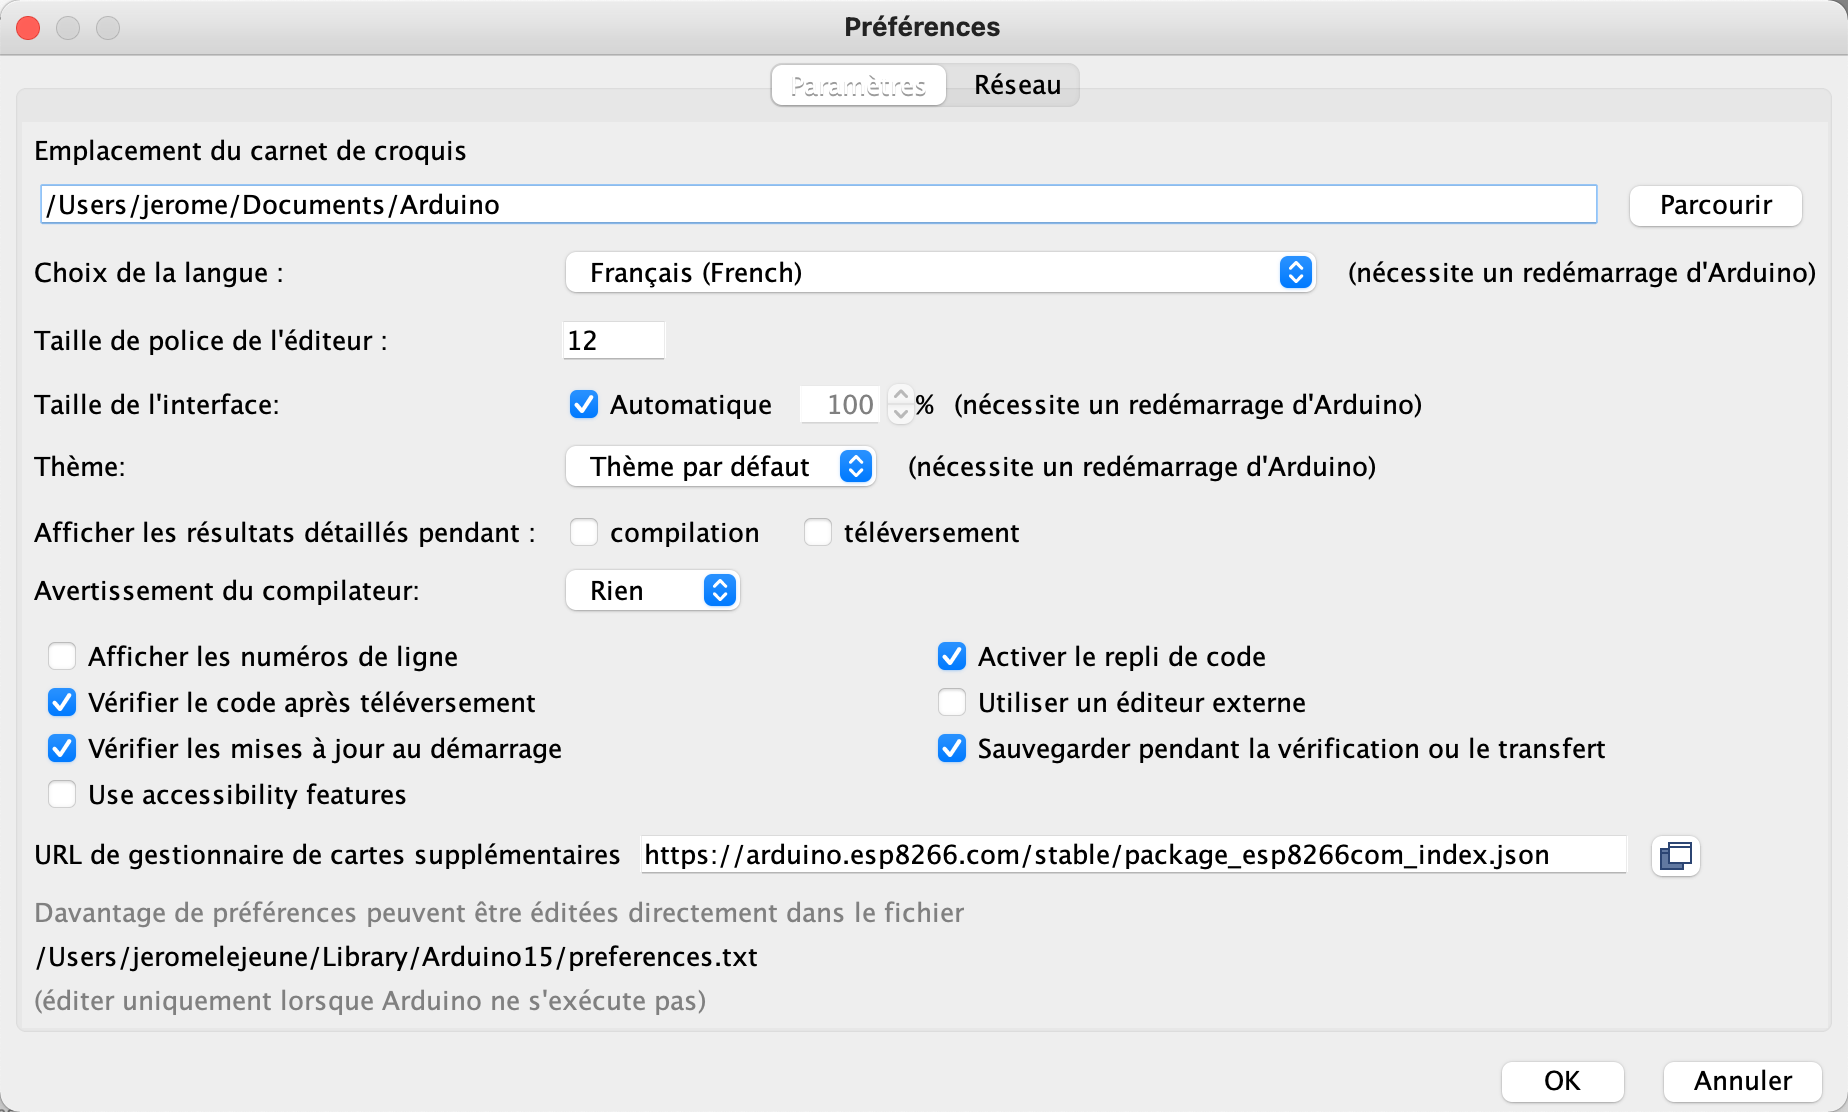 Préférences
Paramètres Réseau
Emplacement du carnet de croquis
/Users/jerome/Documents/Arduino Parcourir
Choix de la langue : Français (French) (nécessite un redémarrage d'Arduino)
Taille de police de l'éditeur : 12
Taille de l'interface: Automatique 100 % (nécessite un redémarrage d'Arduino)
Thème: Thème par défaut (nécessite un redémarrage d'Arduino)
Afficher les résultats détaillés pendant : compilation téléversement
Avertissement du compilateur: Rien
Afficher les numéros de ligne Activer le repli de code
Vérifier le code après téléversement Utiliser un éditeur externe
Vérifier les mises à jour au démarrage Sauvegarder pendant la vérification ou le transfert
Use accessibility features
URL de gestionnaire de cartes supplémentaires https://arduino.esp8266.com/stable/package_esp8266com_index.json
Davantage de préférences peuvent être éditées directement dans le fichier
/Users/jeromelejeune/Library/Arduino15/preferences.txt
(éditer uniquement lorsque Arduino ne s'exécute pas)
OK Annuler